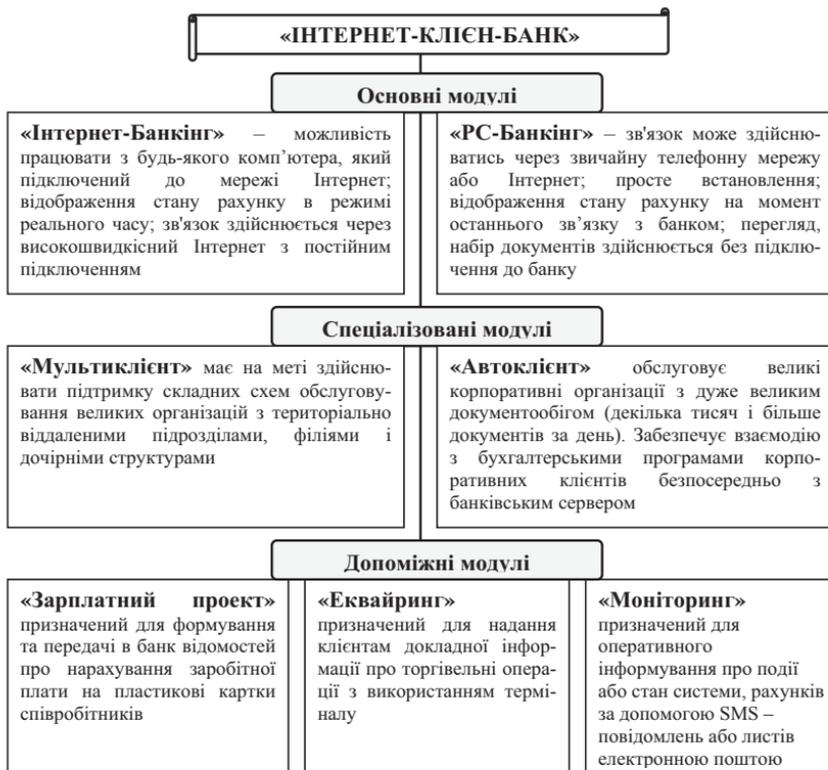 «ІНТЕРНЕТ-КЛІЄН-БАНК»
Основні модулі
«Інтернет-Банкінг» – можливість
працювати з будь-якого комп’ютера, який
підключений до мережі Інтернет;
відображення стану рахунку в режимі
реального часу; зв'язок здійснюється через
високошвидкісний Інтернет з постійним
підключенням
«РС-Банкінг» – зв'язок може здійсню-
ватись через звичайну телефонну мережу
або Інтернет; просте встановлення;
відображення стану рахунку на момент
останнього зв’язку з банком; перегляд,
набір документів здійснюється без підклю-
чення до банку
Спеціалізовані модулі
«Мультиклієнт» має на меті здійсню-
вати підтримку складних схем обслугову-
вання великих організацій з територіально
віддаленими підрозділами, філіями і
дочірніми структурами
«Автоклієнт» обслуговує великі
корпоративні організації з дуже великим
документообігом (декілька тисяч і більше
документів за день). Забезпечує взаємодію
з бухгалтерськими програмами корпо-
ративних клієнтів безпосередньо з
банківським сервером
Допоміжні модулі
«Зарплатний проект»
призначений для формування
та передачі в банк відомостей
про нарахування заробітної
плати на пластикові картки
співробітників
«Еквайринг»
призначений для надання
клієнтам докладної інфор-
мації про торгівельні опера-
ції з використанням термі-
налу
«Моніторинг»
призначений для
оперативного
інформування про події
або стан системи, рахунків
за допомогою SMS –
повідомлень або листів
електронною поштою